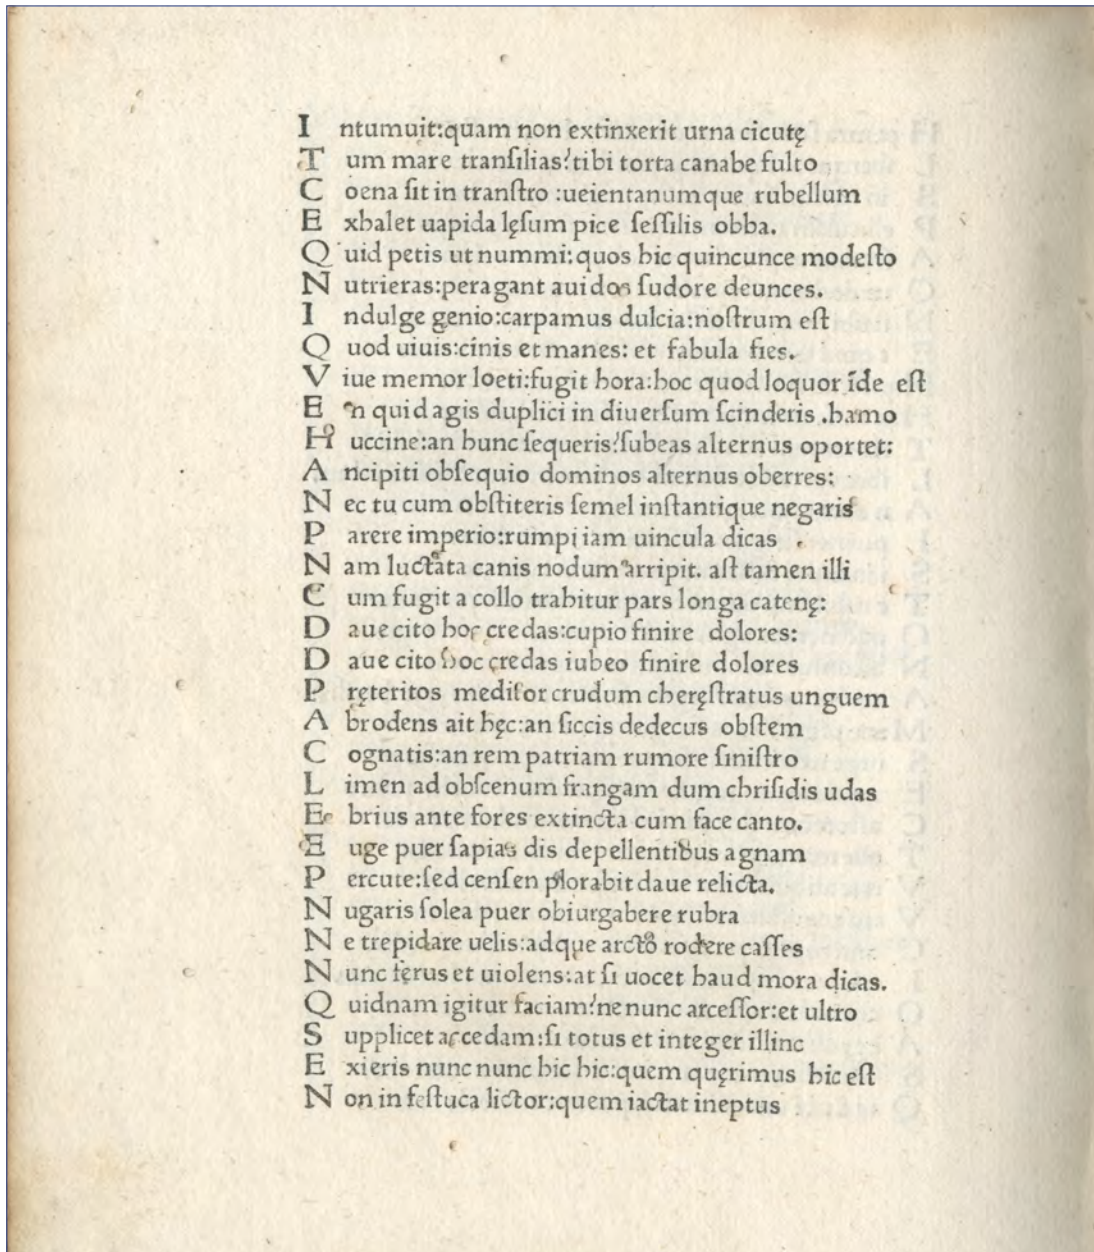 I ntumuit:quam non extinxerit urna cicutę
T um mare tranſilias?tibi torta canabe fulto
C oena ſit in tranſtro :ueientanumque rubellum
E xhalet uapida lęſum pice ſeſſilis obba.
Q uid petis ut nummi:quos hic quincunce modeſto
N utrieras:peragant auidos ſudore deunces.
I ndulge genio:carpamus dulcia:noſtrum eſt
Q uod uiuis:cinis et manes: et fabula fies.
V iue memor loeti:fugit hora:hoc quod loquor īde eſt
E n quid agis duplici in diuerſum ſcinderis .hamo
H uccine:an hunc ſequeris?ſubeas alternus oportet:
A ncipiti obſequio dominos alternus oberres:
N ec tu cum obſtiteris ſemel inſtantique negaris
P arere imperio:rumpi iam uincula dicas
N am luctata canis nodum arripit. aſt tamen illi
C um fugit a collo trahitur pars longa catenę:
D aue cito hoc credas:cupio finire dolores:
D aue cito hoc credas iubeo finire dolores
P ręteritos meditor crudum cheręſtratus unguem
A brodens ait hęc:an ſiccis dedecus obſtem
C ognatis:an rem patriam rumore ſiniſtro
L imen ad obſcenum frangam dum chriſidis udas
E brius ante fores extincta cum face canto.
E uge puer ſapias dis depellentibus agnam
P ercute:ſed cenſen plorabit daue relicta.
N ugaris ſolea puer obiurgabere rubra
N e trepidare uelis:adque arcto rodere caſſes
N unc ferus et uiolens:at ſi uocet haud mora dicas.
Q uidnam igitur faciam?ne nunc arceſſor:et ultro
S upplicet accedam:ſi totus et integer illinc
E xieris nunc nunc hic hic:quem quęrimus hic eſt
N on in feſtuca lictor:quem iactat ineptus